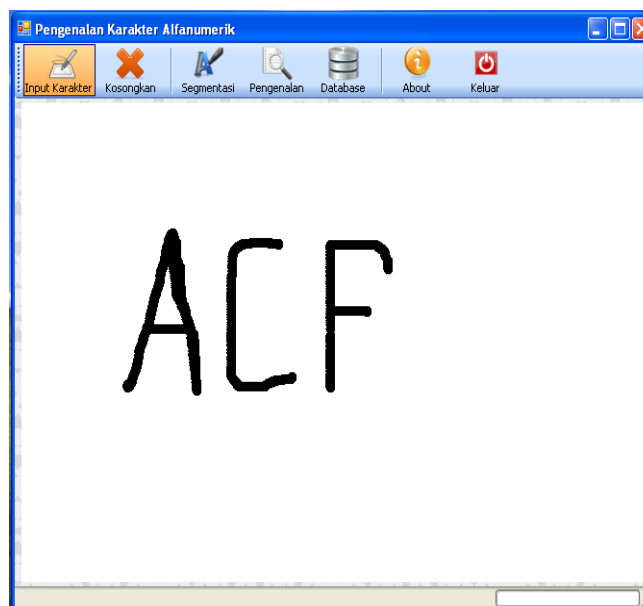 Pengenalan Karakter Alfanumerik
Input Karakter Kosongkan Segmentasi Pengenalan Database About Keluar
ACF